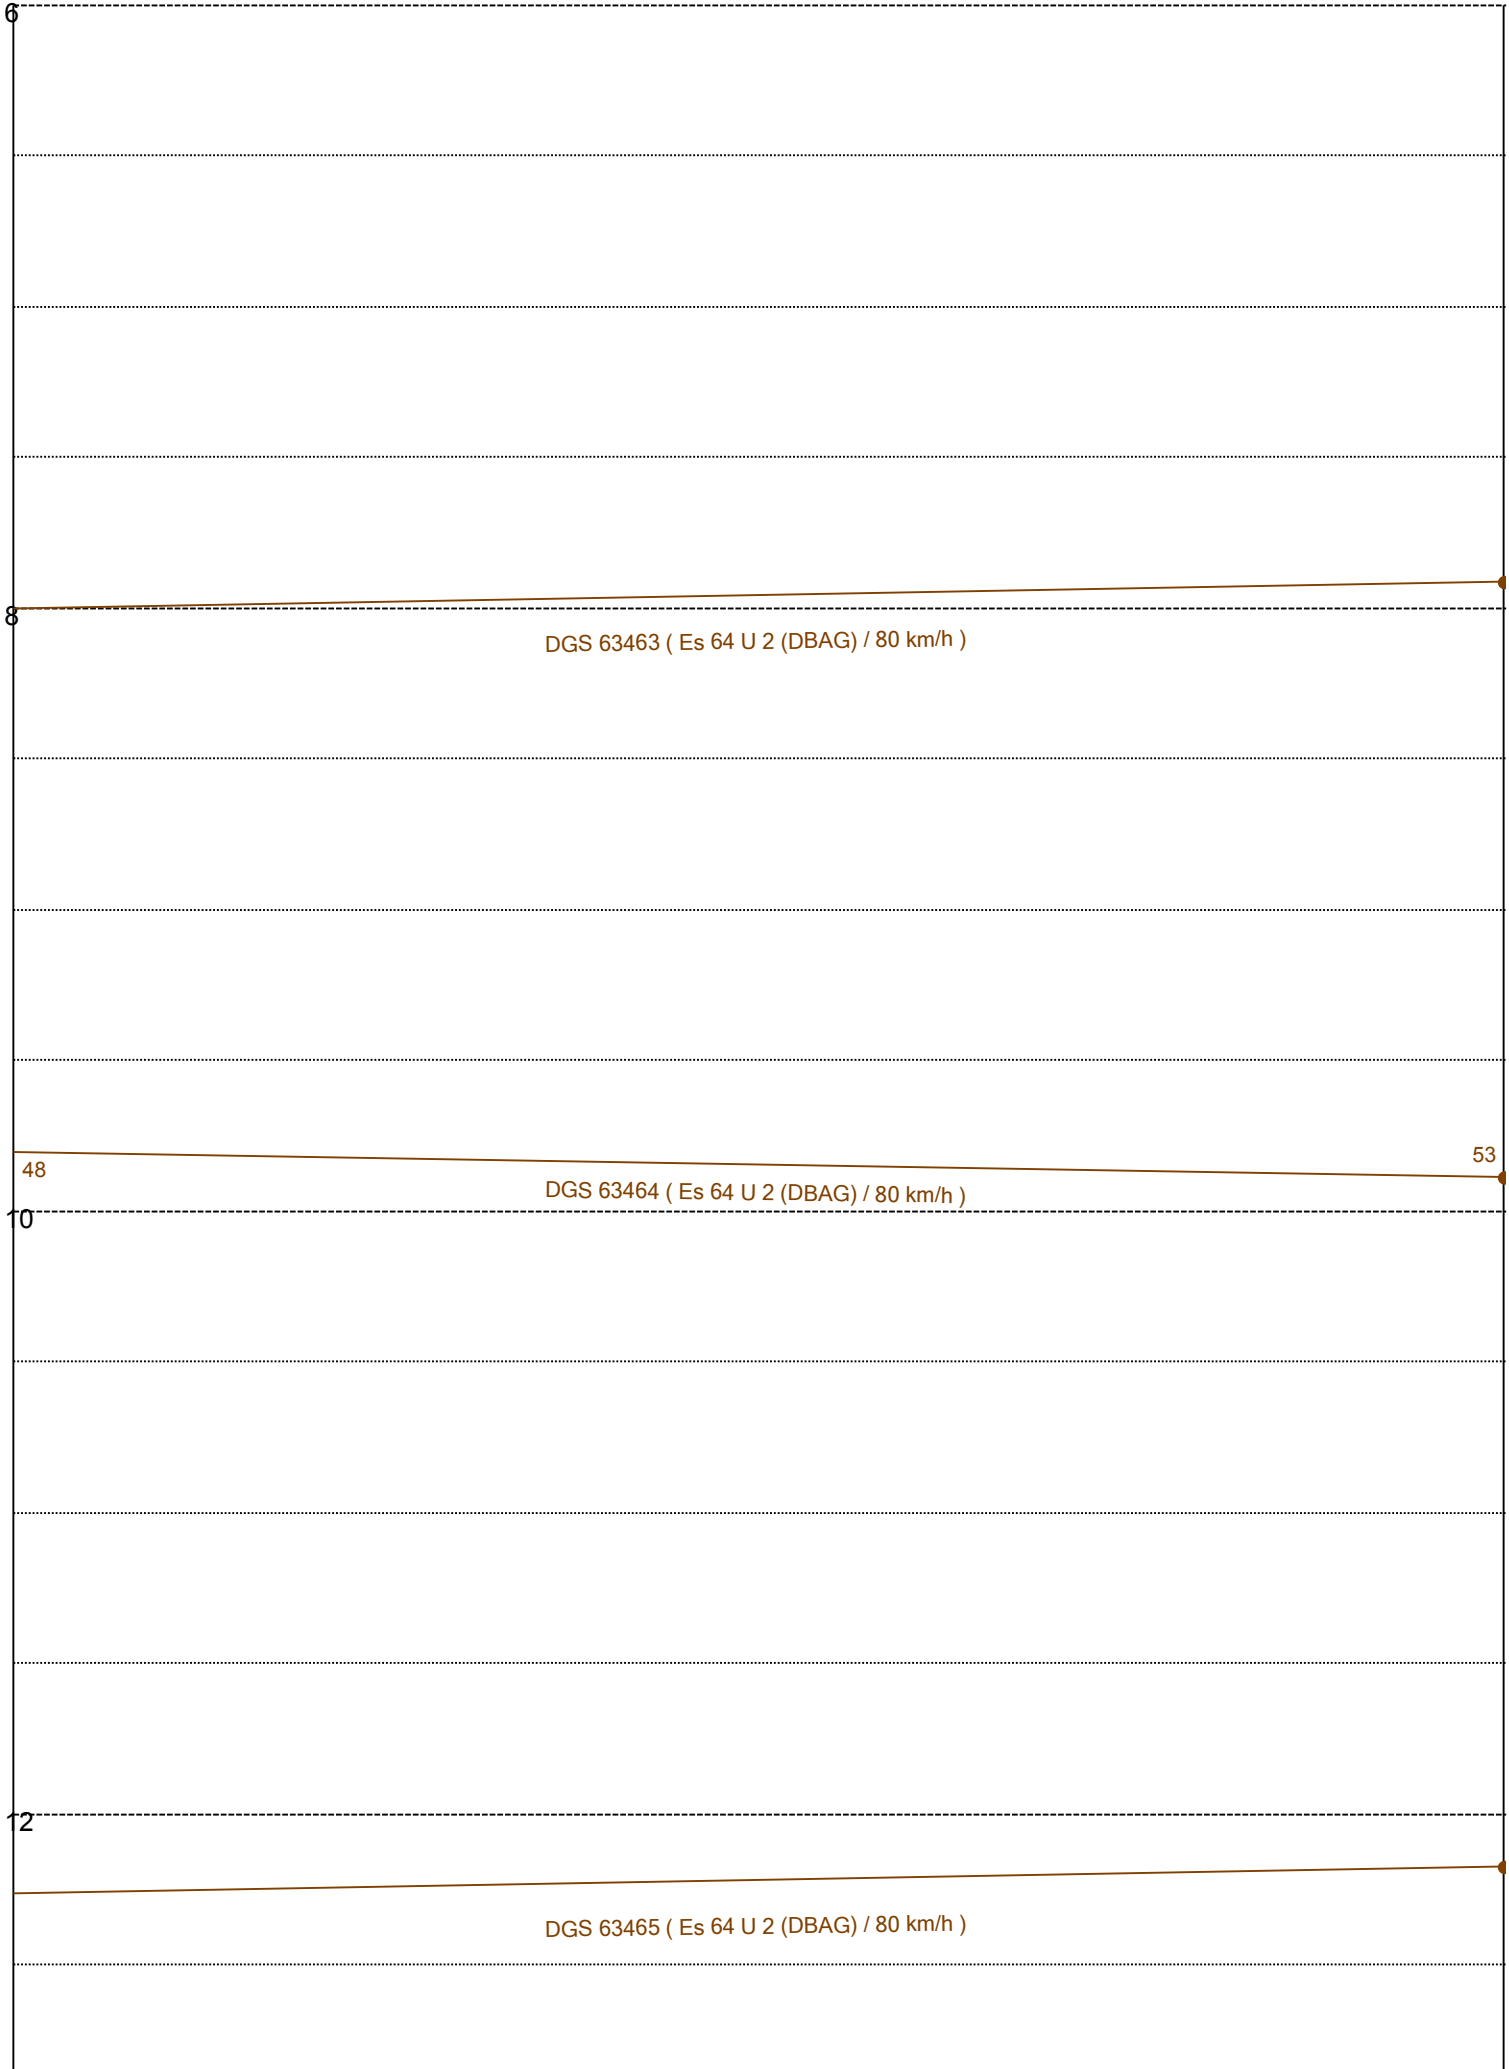 6
8
DGS 63463 ( Es 64 U 2 (DBAG) / 80 km/h )
53
48
DGS 63464 ( Es 64 U 2 (DBAG) / 80 km/h )
10
12
DGS 63465 ( Es 64 U 2 (DBAG) / 80 km/h )